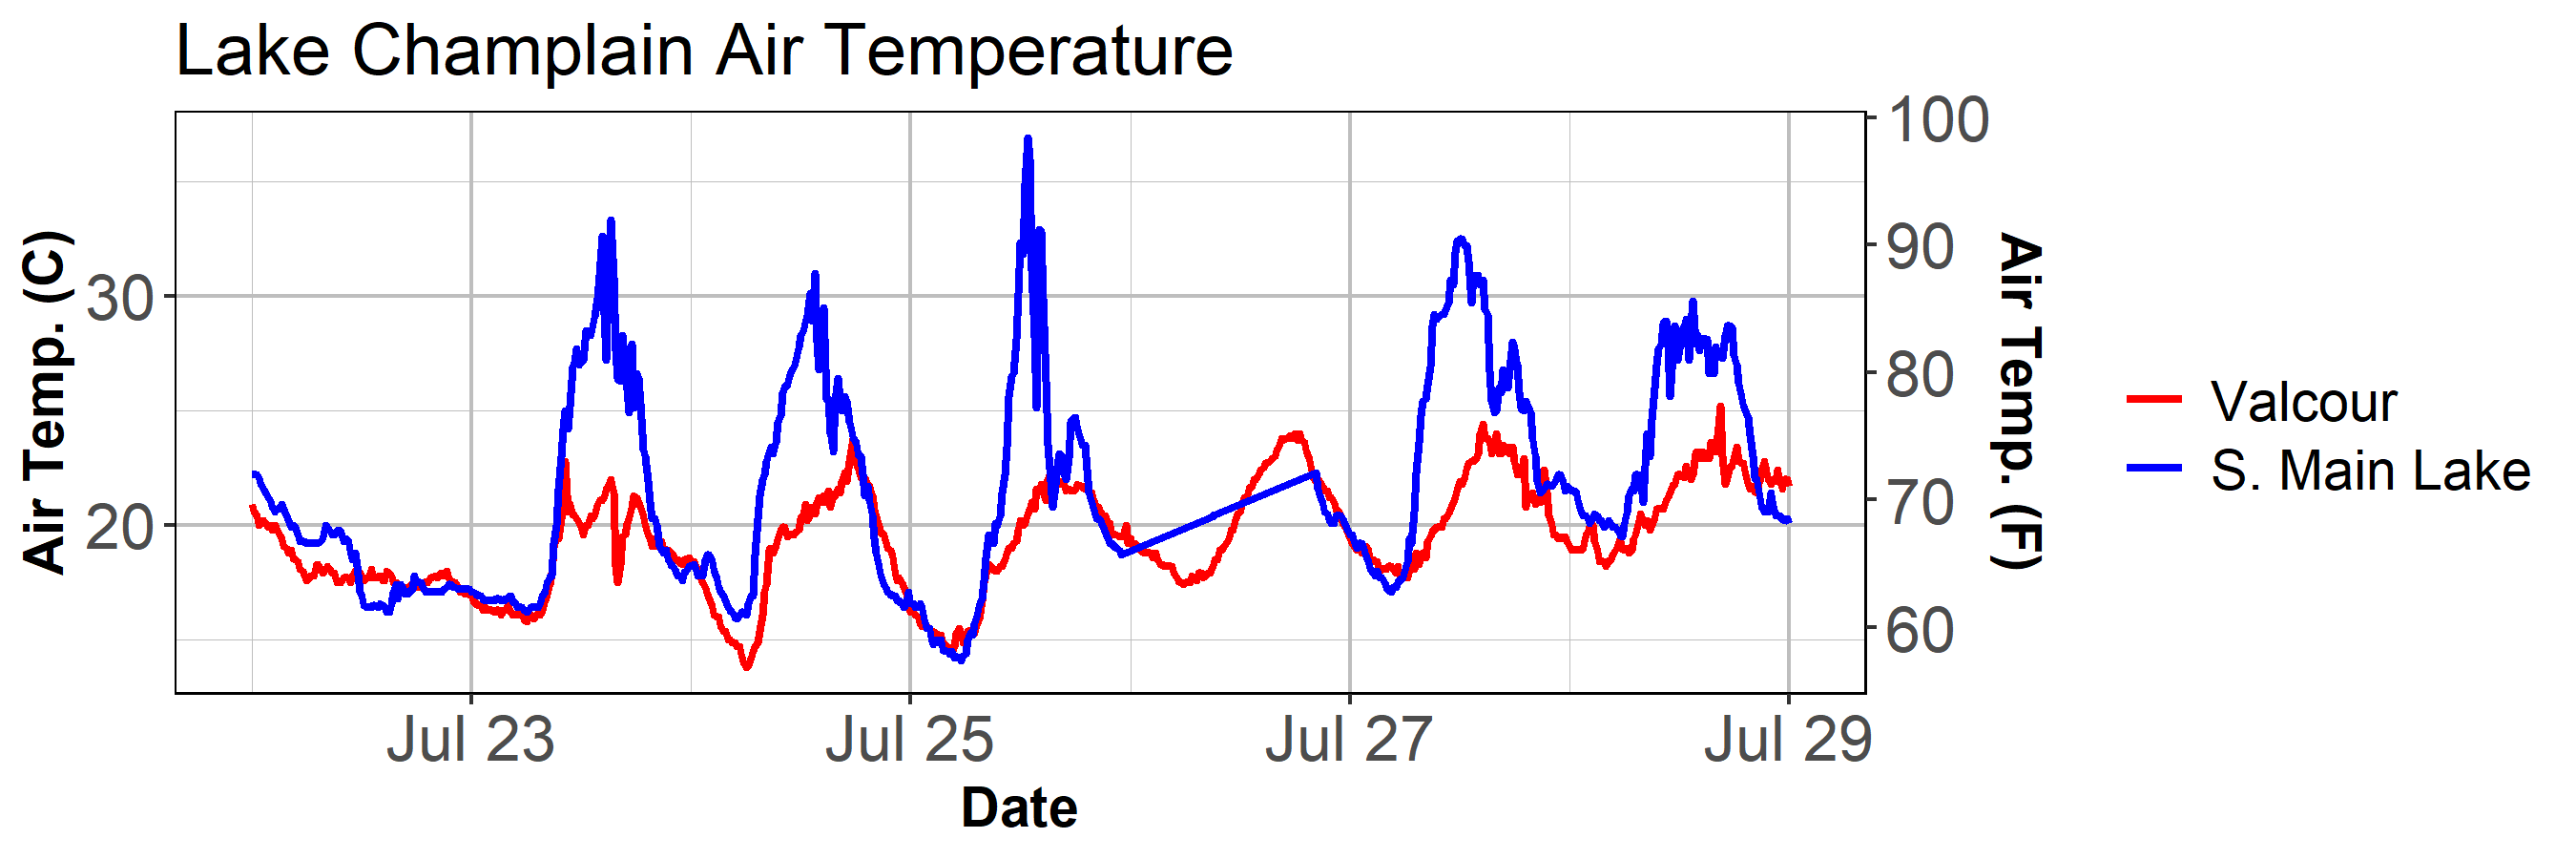 Lake Champlain Air Temperature
Air Temp. (C)
30
20
100
90
80
70
60
Air Temp. (F)
Jul 23
Jul 25
Jul 27
Jul 29
Date
Valcour
S. Main Lake